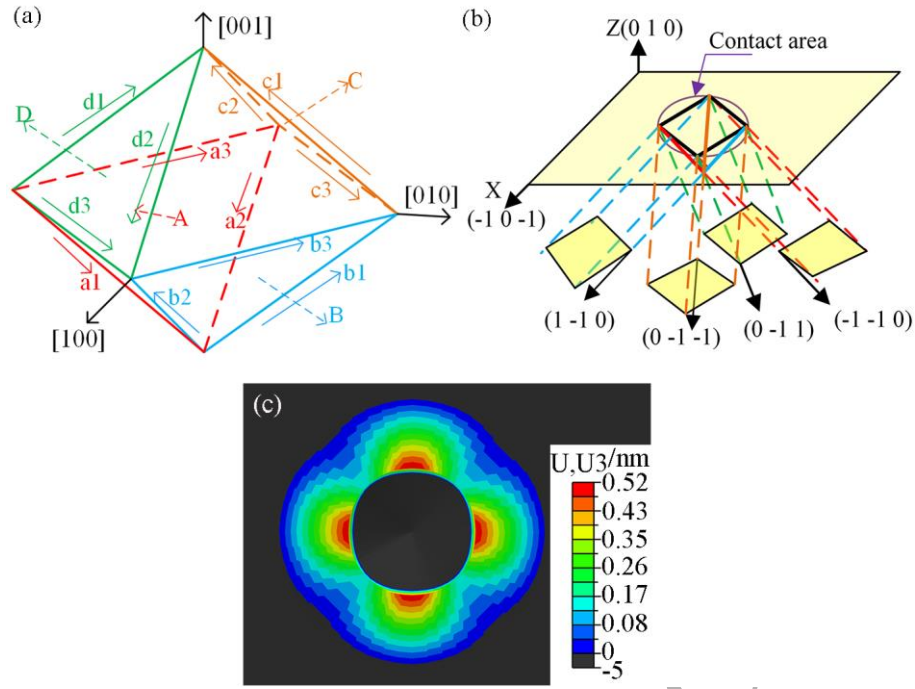 (a)
[001]
d1
c1
C
c2
D
d2
a3
c3
[010]
d3
A
a2
b3
a1
b1
b2
B
[100]
(b)
Z(0 1 0)
Contact area
X
(-1 0 -1)
(1 -1 0)
(0 -1 -1)
(0 -1 1)
(-1 -1 0)
(c)
U,U3/nm
0.52
0.43
0.35
0.26
0.17
0.08
0
-5